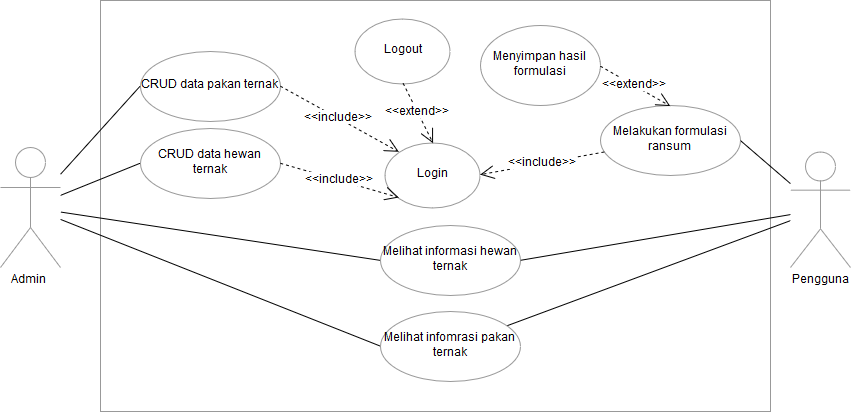 Logout
Menyimpan hasil
formulasi
CRUD data pakan ternak
<<extend>>
<<include>>
<<extend>>
Melakukan formulasi
ransum
CRUD data hewan
ternak
<<include>>
Login
<<include>>
Melihat informasi hewan
ternak
Admin
Pengguna
Melihat infomrasi pakan
ternak